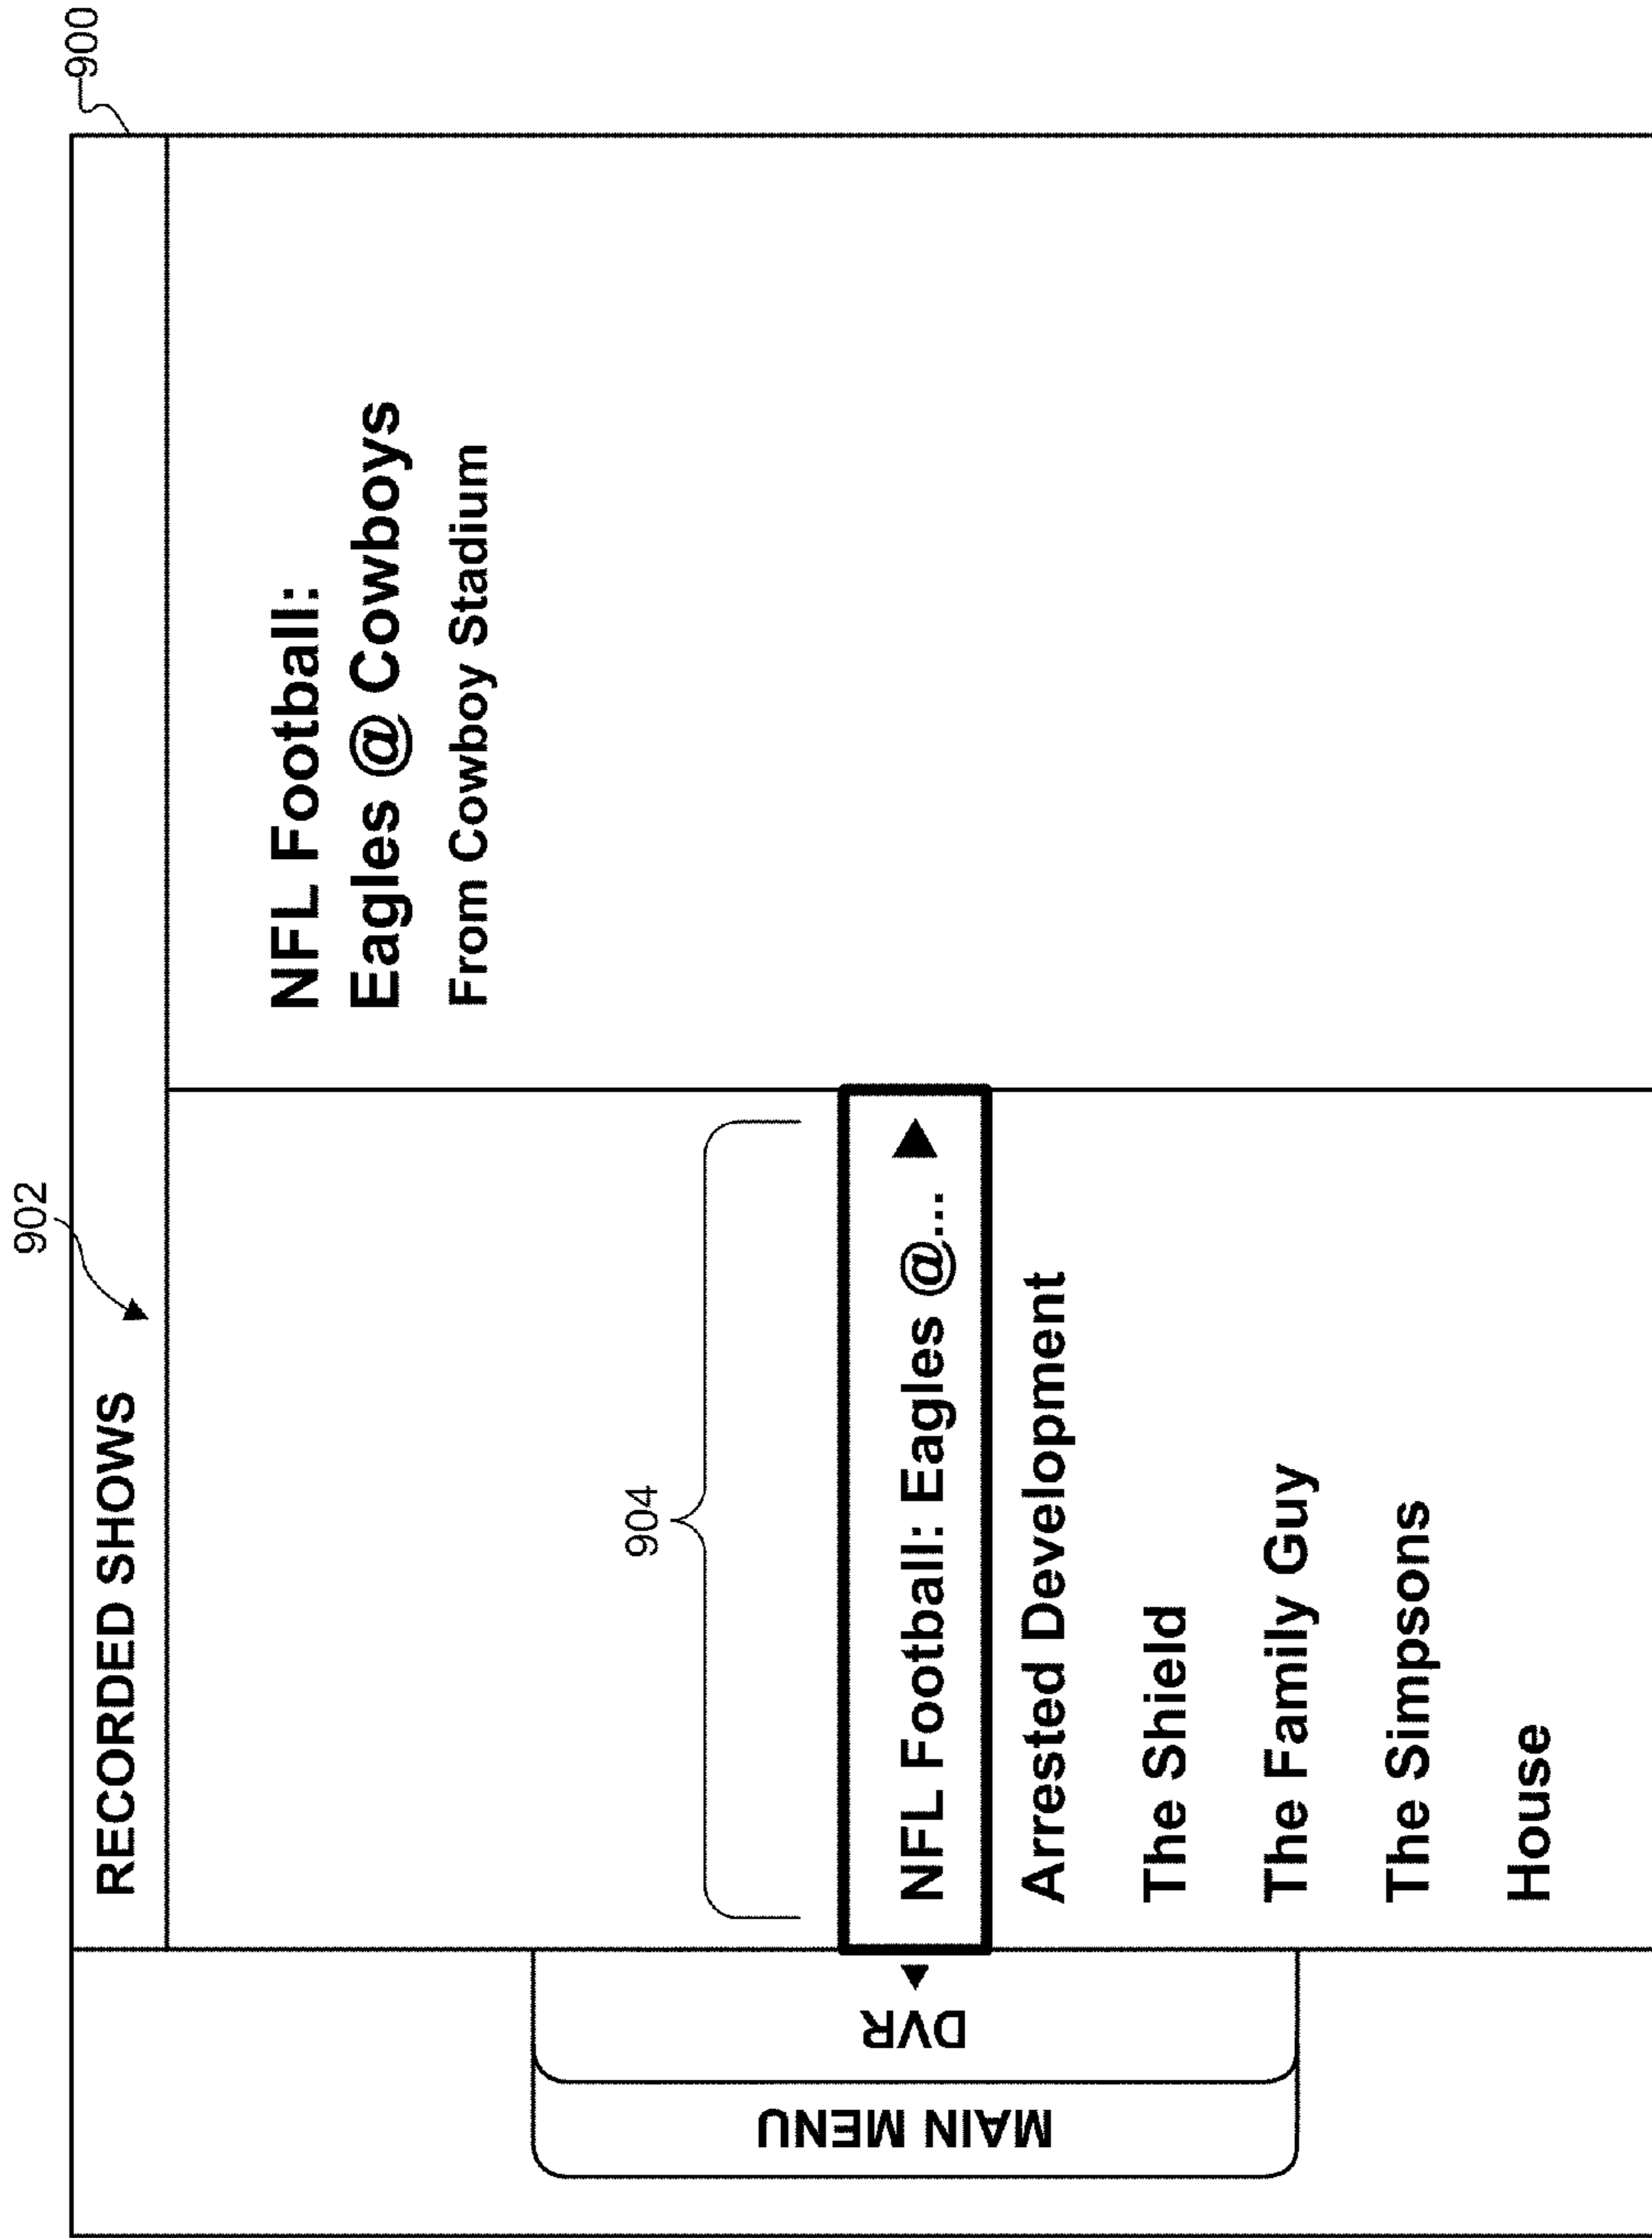 902
900
RECORDED SHOWS
MAIN MENU
DVR
904
NFL Football: Eagles @...
Arrested Development
The Shield
The Family Guy
The Simpsons
House
NFL Football:
Eagles @ Cowboys
From Cowboy Stadium